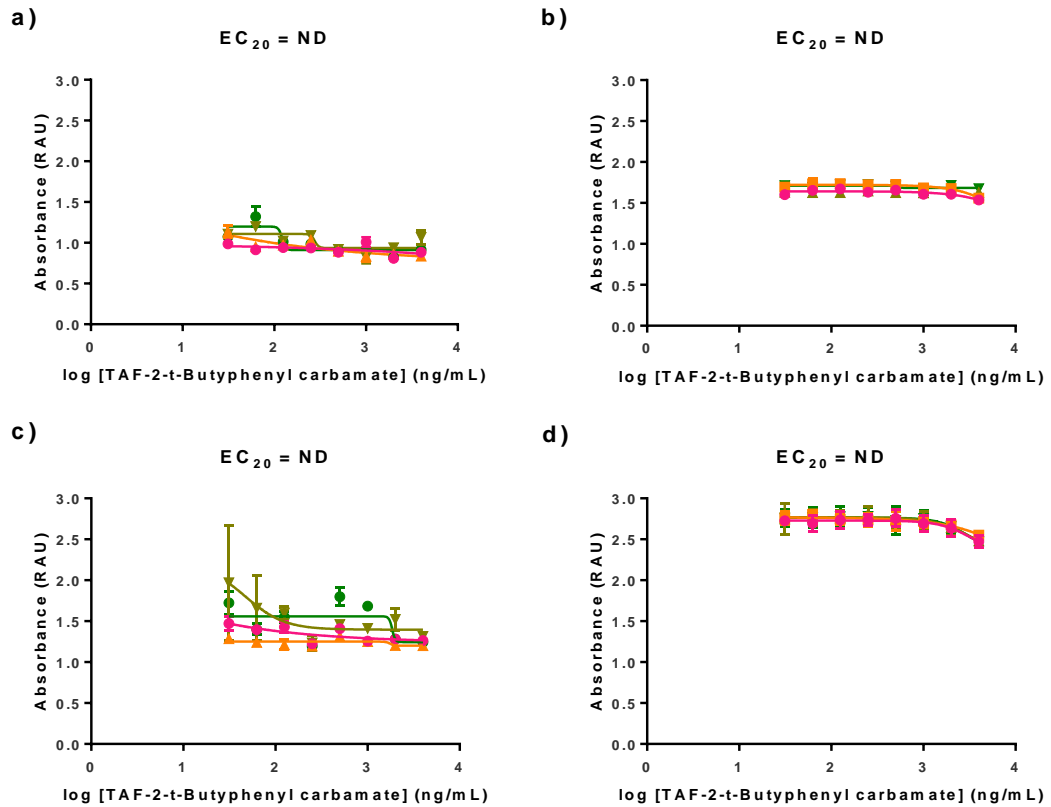 a)
EC20 = ND
Absorbance (RAU)
3.0
2.5
2.0
1.5
1.0
0.5
0.0
0 1 2 3 4
log [TAF-2-t-Butyphenyl carbamate] (ng/mL)
b)
EC20 = ND
Absorbance (RAU)
3.0
2.5
2.0
1.5
1.0
0.5
0.0
0 1 2 3 4
log [TAF-2-t-Butyphenyl carbamate] (ng/mL)
c)
EC20 = ND
Absorbance (RAU)
3.0
2.5
2.0
1.5
1.0
0.5
0.0
0 1 2 3 4
log [TAF-2-t-Butyphenyl carbamate] (ng/mL)
d)
EC20 = ND
Absorbance (RAU)
3.0
2.5
2.0
1.5
1.0
0.5
0.0
0 1 2 3 4
log [TAF-2-t-Butyphenyl carbamate] (ng/mL)